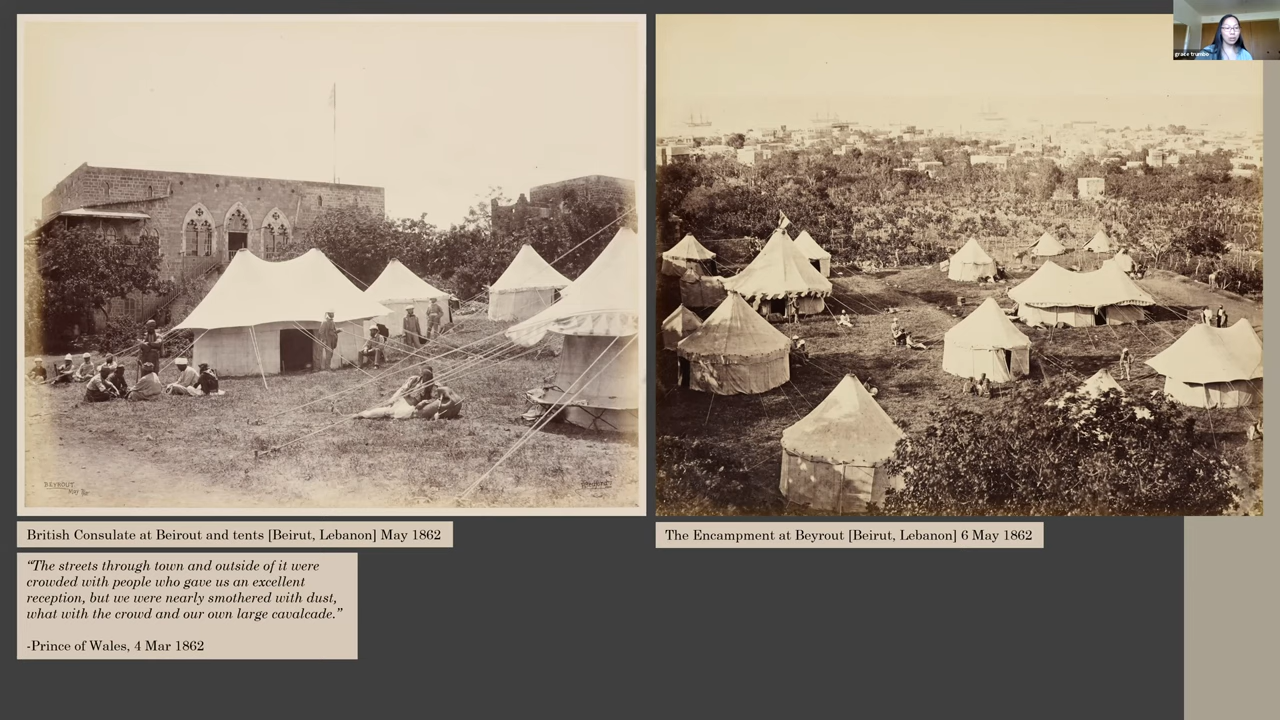 grace trumbo
BEYROUT
British Consulate at Beirout and tents [Beirut, Lebanon] May 1862
The Encampment at Beyrout [Beirut, Lebanon] 6 May 1862
“The streets through town and outside of it were
crowded with people who gave us an excellent
reception, but we were nearly smothered with dust,
what with the crowd and our own large cavalcade.”
-Prince of Wales, 4 Mar 1862